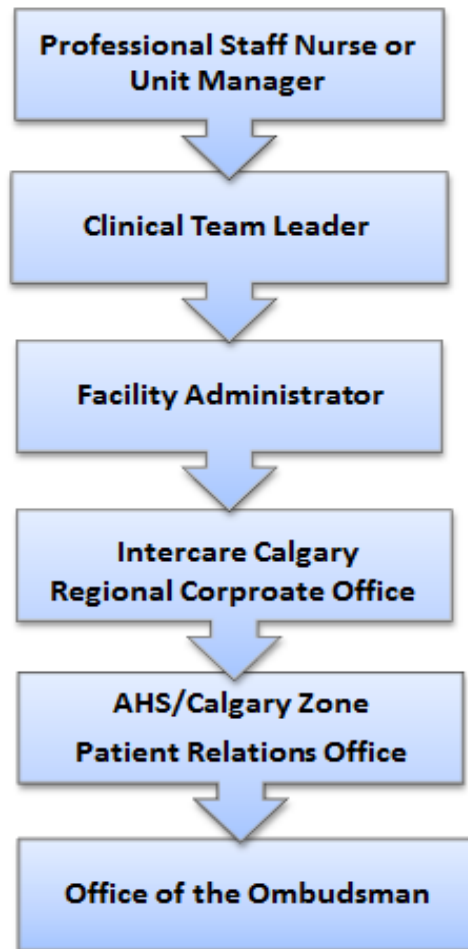 Professional Staff Nurse or
Unit Manager
Clinical Team Leader
Facility Administrator
Intercare Calgary
Regional Corproate Office
AHS/Calgary Zone
Patient Relations Office
Office of the Ombudsman